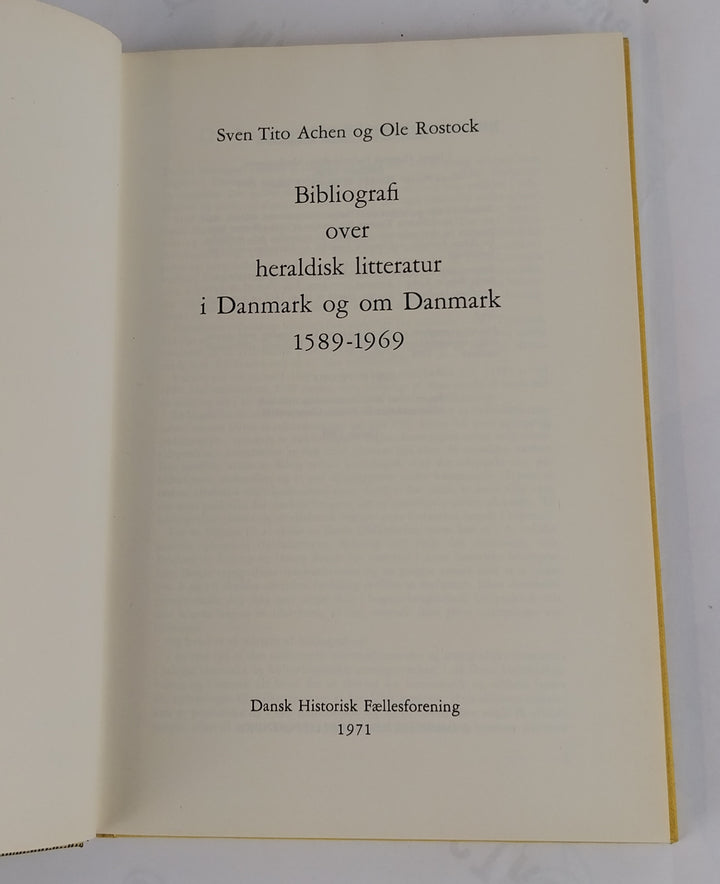 Sven Tito Achen og Ole Rostock
Bibliografi
over
heraldisk litteratur
i Danmark og om Danmark
1589-1969
Dansk Historisk Fællesforening
1971